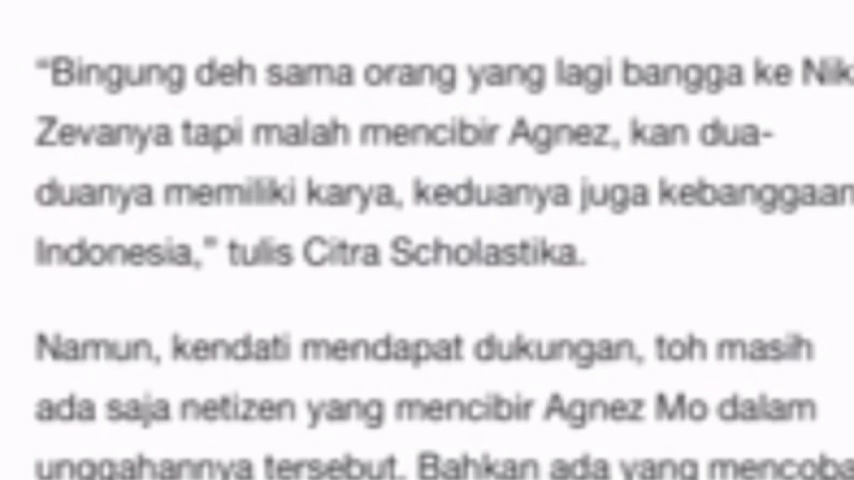 “Bingung deh sama orang yang lagi bangga ke Nik
Zevanya tapi malah mencibir Agnez, kan dua-
duanya memiliki karya, keduanya juga kebanggaan
Indonesia,” tulis Citra Scholastika.
Namun, kendati mendapat dukungan, toh masih
ada saja netizen yang mencibir Agnez Mo dalam
unggahannya tersebut. Bahkan ada yang mencoba